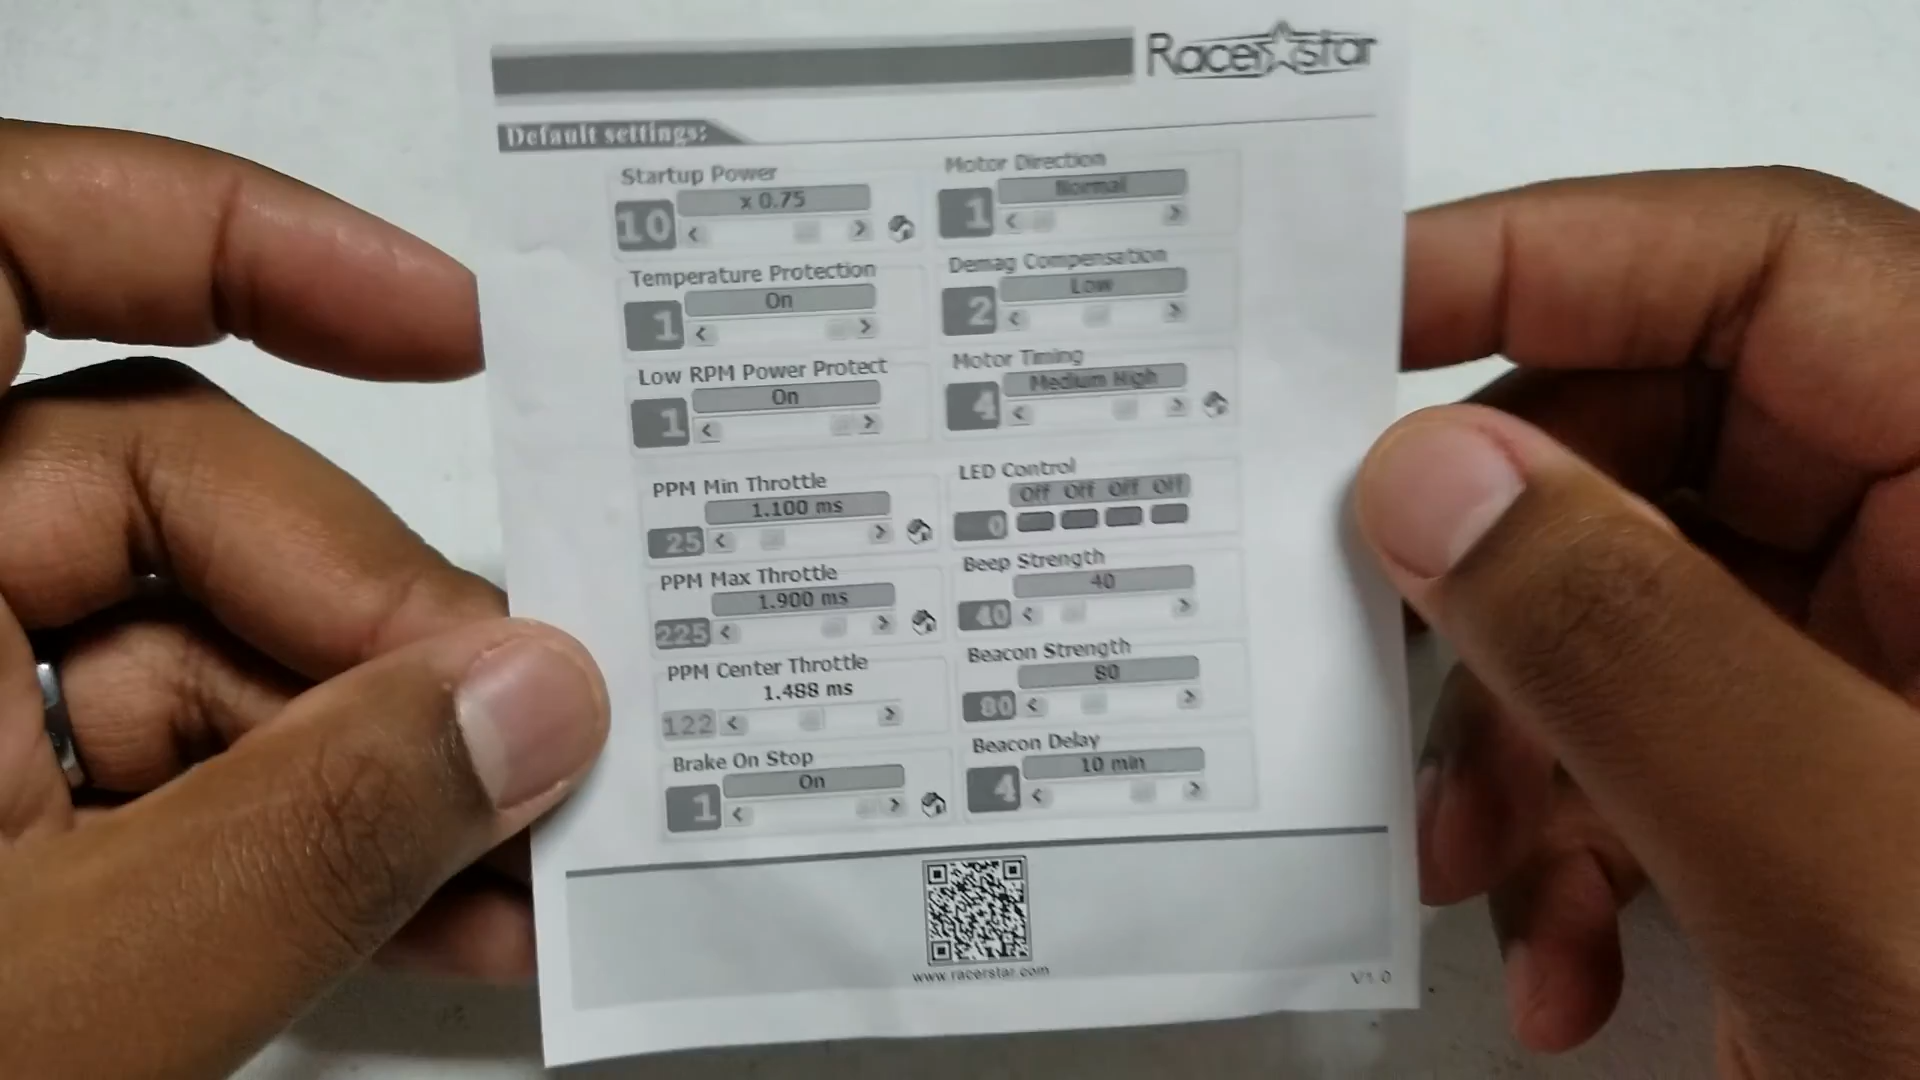 Racerstar
Default settings:
Startup Power
x 0.75
10
Temperature Protection
On
1
Low RPM Power Protect
On
1
PPM Min Throttle
1.100 ms
25
PPM Max Throttle
1.900 ms
225
PPM Center Throttle
1.488 ms
122
Brake On Stop
On
1
Motor Direction
Normal
1
Demag Compensation
Low
2
Motor Timing
Medium High
4
LED Control
Off Off Off Off
0
Beep Strength
40
40
Beacon Strength
80
80
Beacon Delay
10 min
4
www.racerstar.com
V1.0